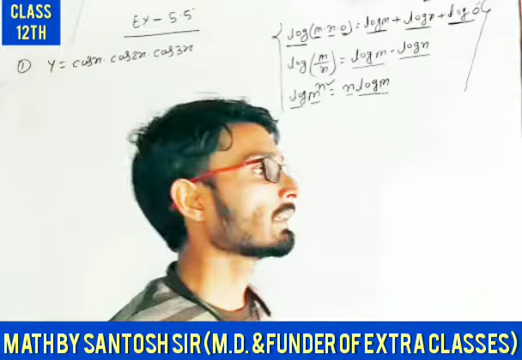 CLASS
12TH
Ex - 5.5
① Y = cosx · cos2x · cos3x
log(m·n·o) = logm + logn + logo
log(m/n) = logm - logn
logmⁿ = n logm
MATH BY SANTOSH SIR (M.D. & FUNDER OF EXTRA CLASSES)